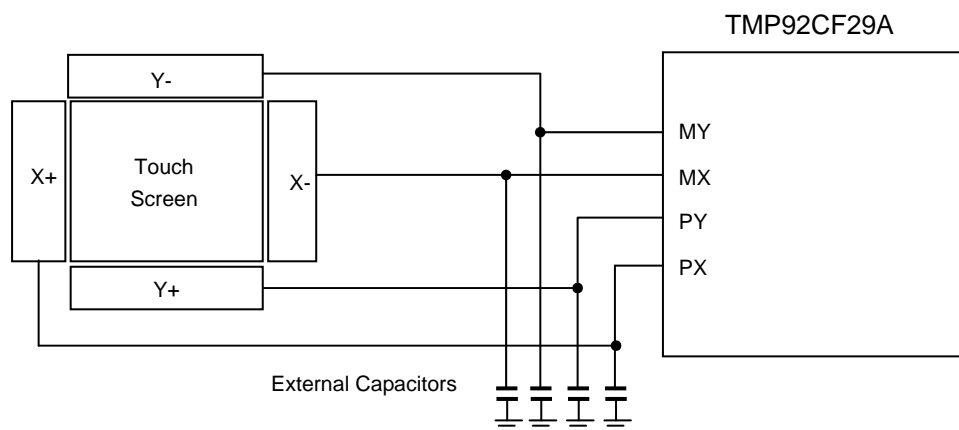 TMP92CF29A
Y-
X+
Touch
Screen
X-
Y+
MY
MX
PY
PX
External Capacitors